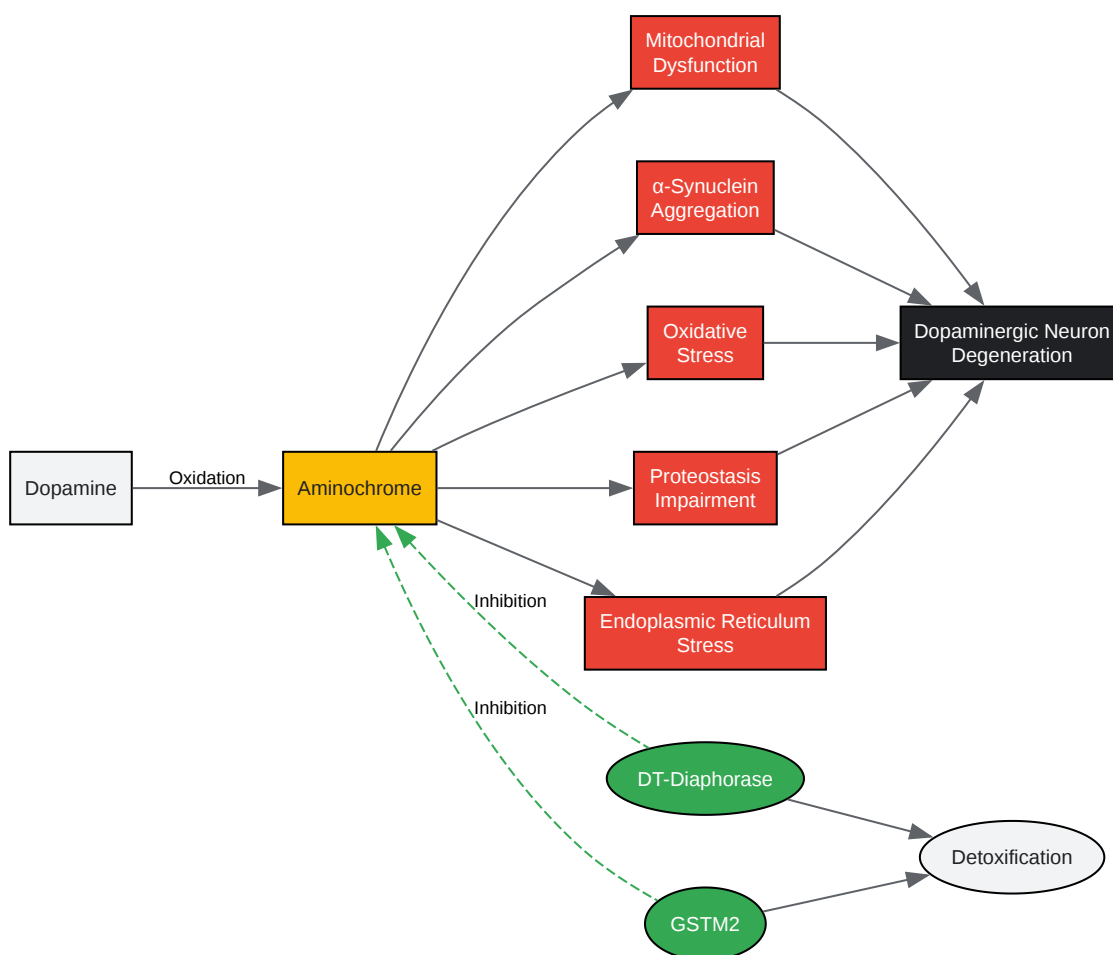 Mitochondrial
Dysfunction
α-Synuclein
Aggregation
Oxidative
Stress
Dopaminergic Neuron
Degeneration
Dopamine
Oxidation
Aminochrome
Proteostasis
Impairment
Inhibition
Endoplasmic Reticulum
Stress
Inhibition
DT-Diaphorase
Detoxification
GSTM2